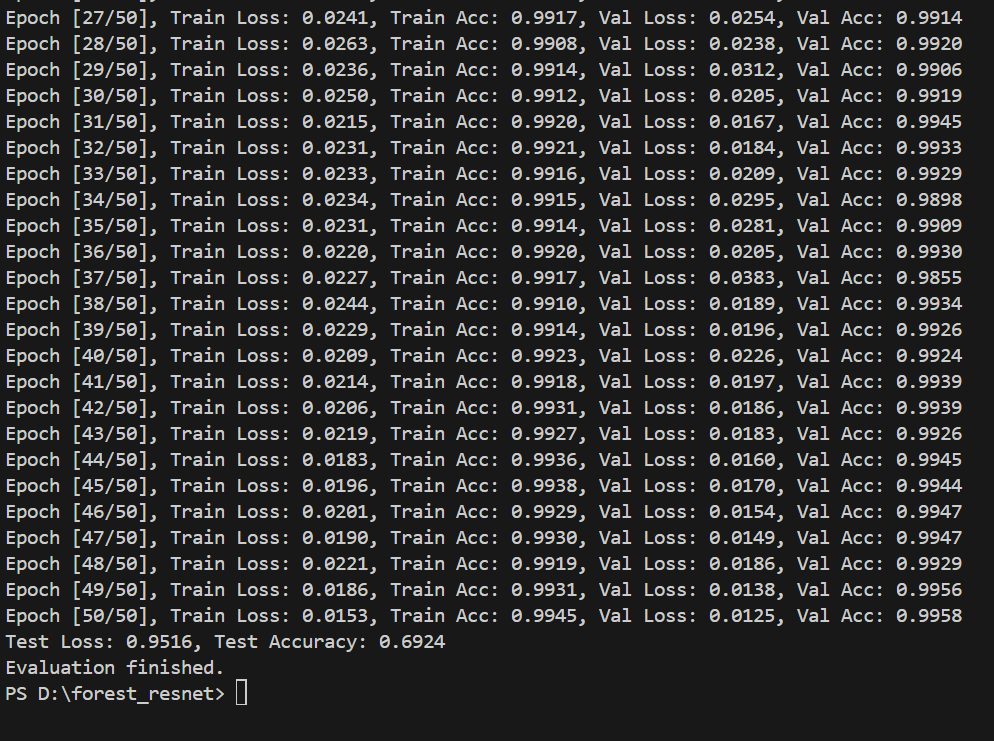 Epoch [27/50], Train Loss: 0.0241, Train Acc: 0.9917, Val Loss: 0.0254, Val Acc: 0.9914
Epoch [28/50], Train Loss: 0.0263, Train Acc: 0.9908, Val Loss: 0.0238, Val Acc: 0.9920
Epoch [29/50], Train Loss: 0.0236, Train Acc: 0.9914, Val Loss: 0.0312, Val Acc: 0.9906
Epoch [30/50], Train Loss: 0.0250, Train Acc: 0.9912, Val Loss: 0.0205, Val Acc: 0.9919
Epoch [31/50], Train Loss: 0.0215, Train Acc: 0.9920, Val Loss: 0.0167, Val Acc: 0.9945
Epoch [32/50], Train Loss: 0.0231, Train Acc: 0.9921, Val Loss: 0.0184, Val Acc: 0.9933
Epoch [33/50], Train Loss: 0.0233, Train Acc: 0.9916, Val Loss: 0.0209, Val Acc: 0.9929
Epoch [34/50], Train Loss: 0.0234, Train Acc: 0.9915, Val Loss: 0.0295, Val Acc: 0.9898
Epoch [35/50], Train Loss: 0.0231, Train Acc: 0.9914, Val Loss: 0.0281, Val Acc: 0.9909
Epoch [36/50], Train Loss: 0.0220, Train Acc: 0.9920, Val Loss: 0.0205, Val Acc: 0.9930
Epoch [37/50], Train Loss: 0.0227, Train Acc: 0.9917, Val Loss: 0.0383, Val Acc: 0.9855
Epoch [38/50], Train Loss: 0.0244, Train Acc: 0.9910, Val Loss: 0.0189, Val Acc: 0.9934
Epoch [39/50], Train Loss: 0.0229, Train Acc: 0.9914, Val Loss: 0.0196, Val Acc: 0.9926
Epoch [40/50], Train Loss: 0.0209, Train Acc: 0.9923, Val Loss: 0.0226, Val Acc: 0.9924
Epoch [41/50], Train Loss: 0.0214, Train Acc: 0.9918, Val Loss: 0.0197, Val Acc: 0.9939
Epoch [42/50], Train Loss: 0.0206, Train Acc: 0.9931, Val Loss: 0.0186, Val Acc: 0.9939
Epoch [43/50], Train Loss: 0.0219, Train Acc: 0.9927, Val Loss: 0.0183, Val Acc: 0.9926
Epoch [44/50], Train Loss: 0.0183, Train Acc: 0.9936, Val Loss: 0.0160, Val Acc: 0.9945
Epoch [45/50], Train Loss: 0.0196, Train Acc: 0.9938, Val Loss: 0.0170, Val Acc: 0.9944
Epoch [46/50], Train Loss: 0.0201, Train Acc: 0.9929, Val Loss: 0.0154, Val Acc: 0.9947
Epoch [47/50], Train Loss: 0.0190, Train Acc: 0.9930, Val Loss: 0.0149, Val Acc: 0.9947
Epoch [48/50], Train Loss: 0.0221, Train Acc: 0.9919, Val Loss: 0.0186, Val Acc: 0.9929
Epoch [49/50], Train Loss: 0.0186, Train Acc: 0.9931, Val Loss: 0.0138, Val Acc: 0.9956
Epoch [50/50], Train Loss: 0.0153, Train Acc: 0.9945, Val Loss: 0.0125, Val Acc: 0.9958
Test Loss: 0.9516, Test Accuracy: 0.6924
Evaluation finished.
PS D:\forest_resnet>